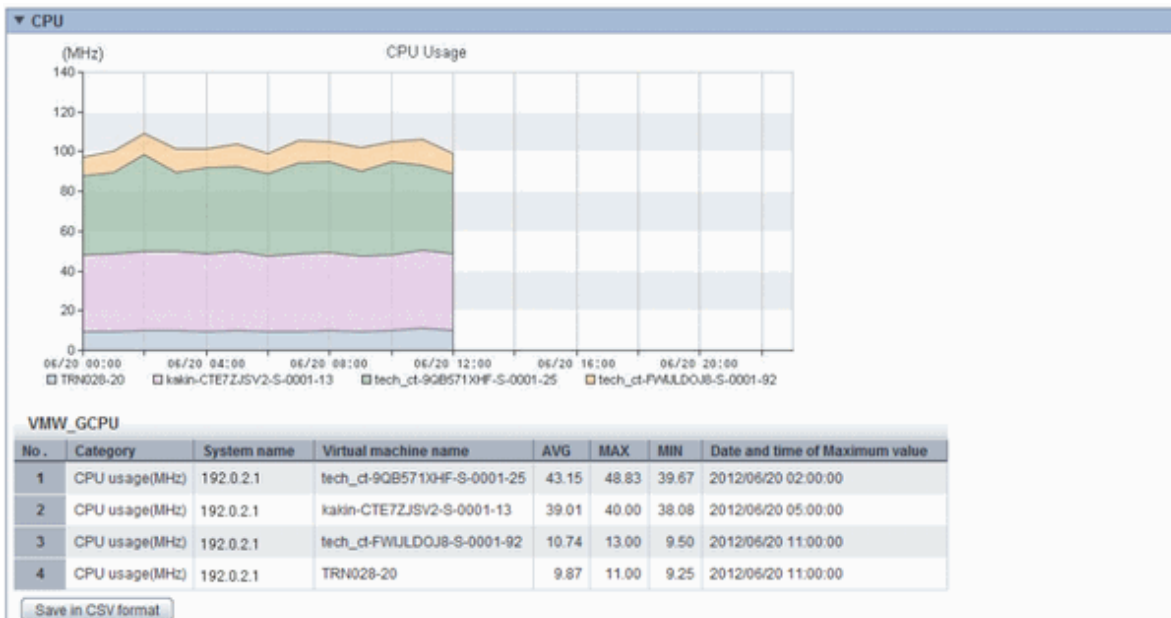 ▼ CPU
(MHz) CPU Usage
140
120
100
80
60
40
20
0
06/20 00:00 06/20 04:00 06/20 08:00 06/20 12:00 06/20 16:00 06/20 20:00
TRN028-20 kakin-CTE7ZJSV2-S-0001-13 tech_ct-9QB571XHF-S-0001-25 tech_ct-FWIJLDOJ8-S-0001-92
VMW_GCPU
No. Category System name Virtual machine name AVG MAX MIN Date and time of Maximum value
1 CPU usage(MHz) 192.0.2.1 tech_ct-9QB571XHF-S-0001-25 43.15 48.83 39.67 2012/06/20 02:00:00
2 CPU usage(MHz) 192.0.2.1 kakin-CTE7ZJSV2-S-0001-13 39.01 40.00 38.08 2012/06/20 05:00:00
3 CPU usage(MHz) 192.0.2.1 tech_ct-FWIJLDOJ8-S-0001-92 10.74 13.00 9.50 2012/06/20 11:00:00
4 CPU usage(MHz) 192.0.2.1 TRN028-20 9.87 11.00 9.25 2012/06/20 11:00:00
Save in CSV format